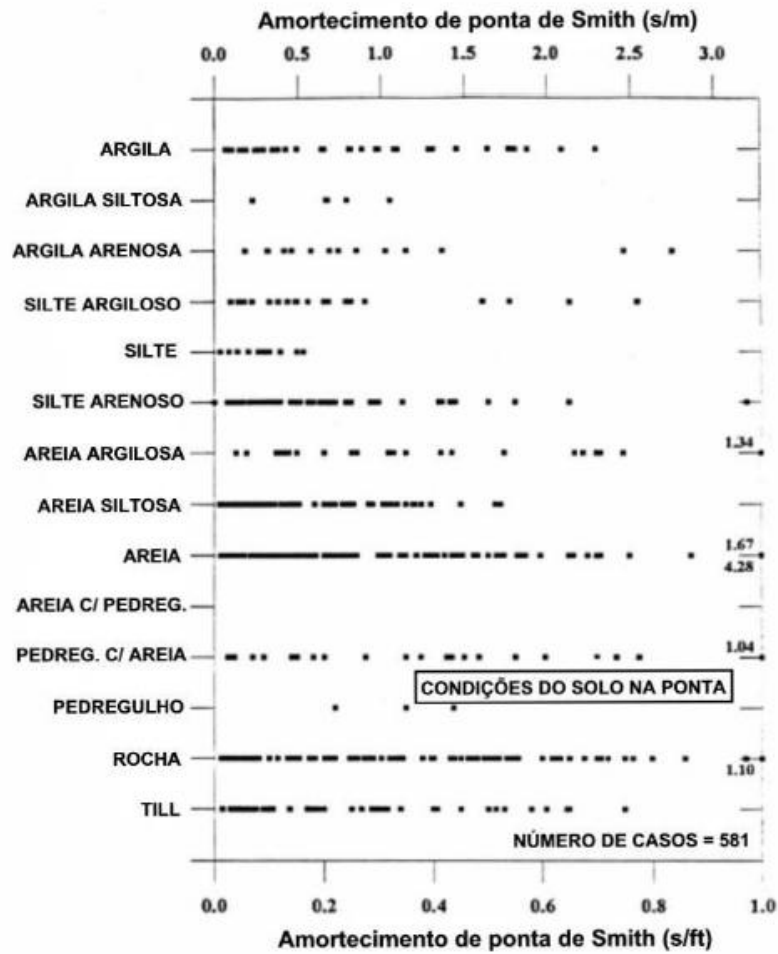 Amortecimento de ponta de Smith (s/m)
0.0 0.5 1.0 1.5 2.0 2.5 3.0
ARGILA
ARGILA SILTOSA
ARGILA ARENOSA
SILTE ARGILOSO
SILTE
SILTE ARENOSO
AREIA ARGILOSA
1.34
AREIA SILTOSA
AREIA
1.67
4.28
AREIA C/ PEDREG.
PEDREG. C/ AREIA
1.04
CONDIÇÕES DO SOLO NA PONTA
PEDREGULHO
ROCHA
1.10
TILL
NÚMERO DE CASOS = 581
0.0 0.2 0.4 0.6 0.8 1.0
Amortecimento de ponta de Smith (s/ft)